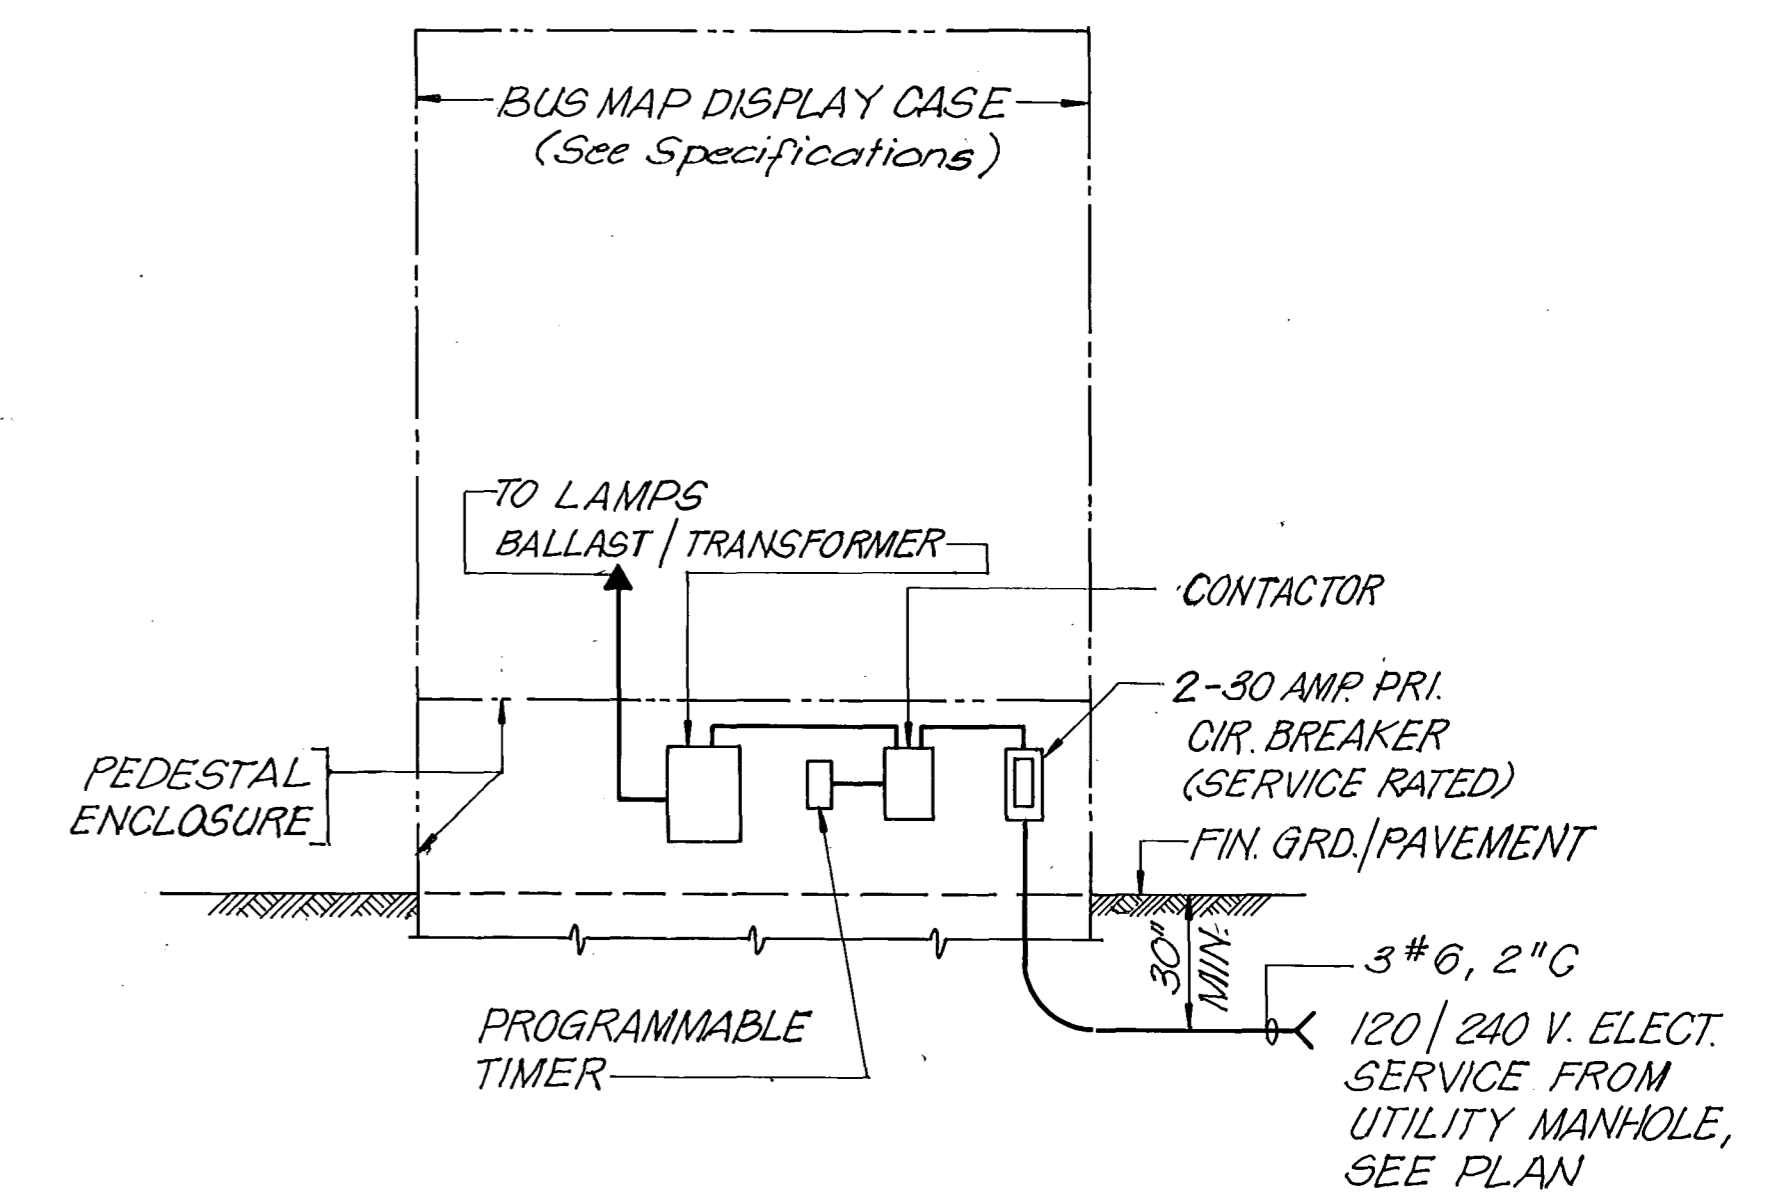 BUS MAP DISPLAY CASE
(See Specifications)
TO LAMPS
BALLAST / TRANSFORMER
CONTACTOR
2-30 AMP. PRI.
CIR. BREAKER
(SERVICE RATED)
PEDESTAL
ENCLOSURE
FIN. GRD./PAVEMENT
30"
MIN.
3#6, 2"C
PROGRAMMABLE
TIMER
120/240 V. ELECT.
SERVICE FROM
UTILITY MANHOLE,
SEE PLAN